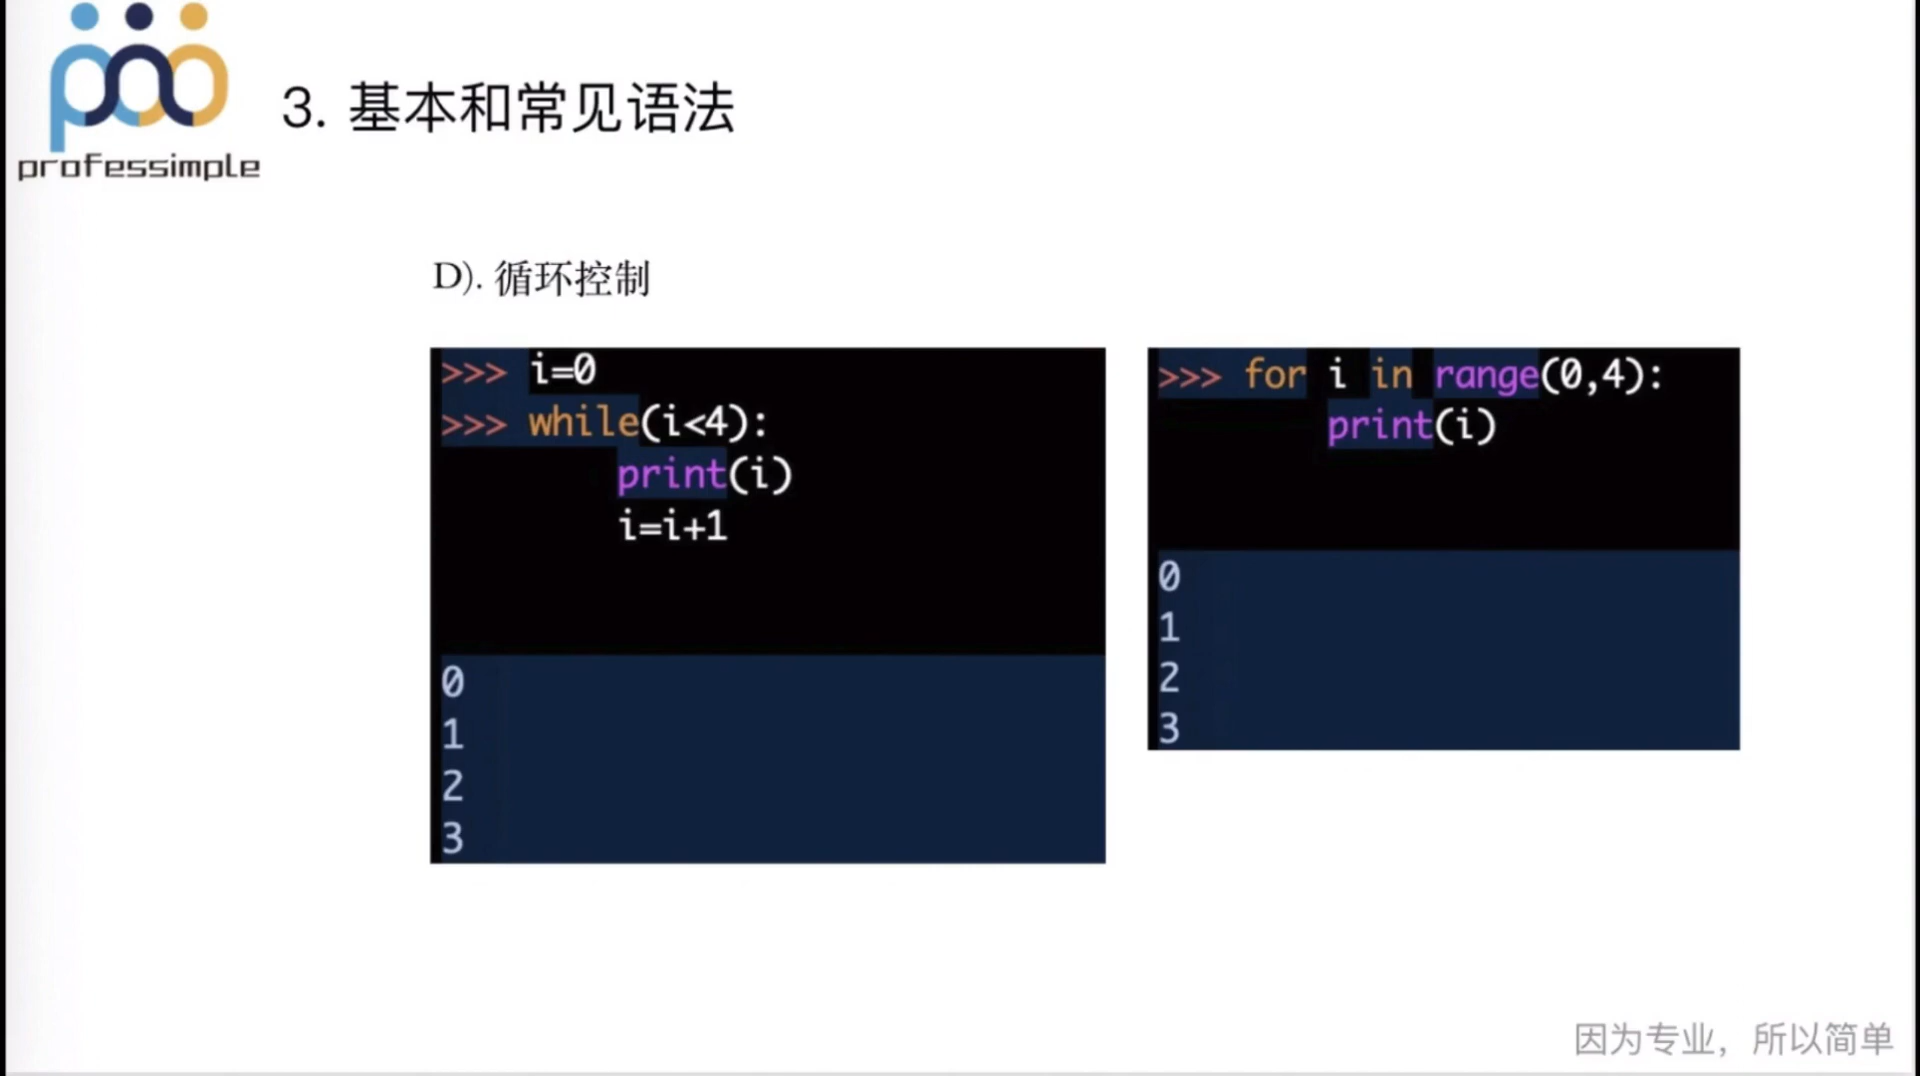 professimple
3. 基本和常见语法
D). 循环控制
>>> i=0
>>> while(i<4):
print(i)
i=i+1
0
1
2
3
>>> for i in range(0,4):
print(i)
0
1
2
3
因为专业，所以简单